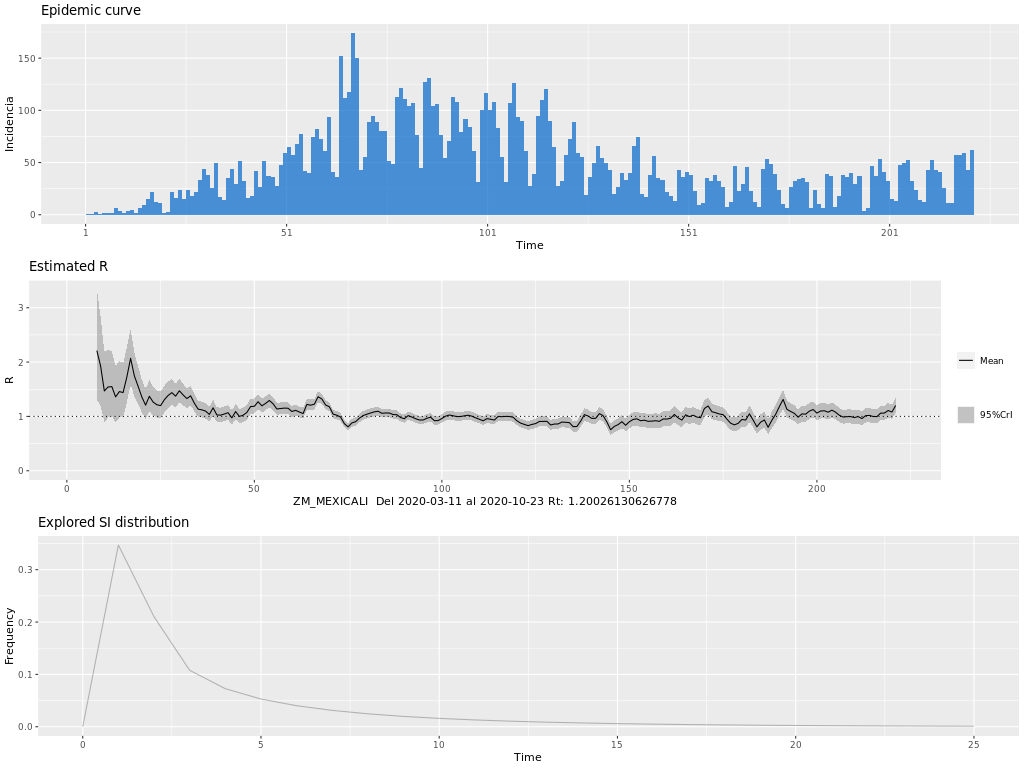 Epidemic curve
Incidencia
150
100
50
0
1
51
101
151
201
Time
Estimated R
R
3
2
1
0
0
50
100
150
200
Mean
95%CrI
ZM_MEXICALI Del 2020-03-11 al 2020-10-23 Rt: 1.20026130626778
Explored SI distribution
Frequency
0.3
0.2
0.1
0.0
0
5
10
15
20
25
Time